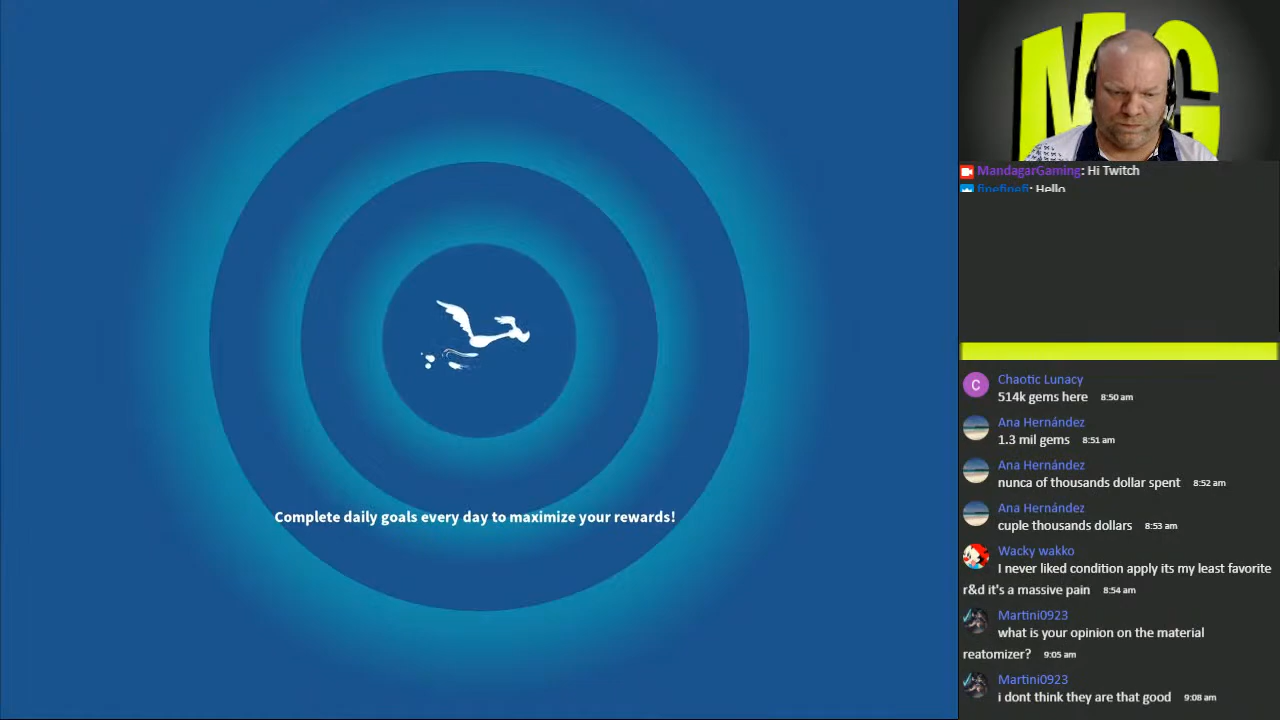 MG
MandagarGaming: Hi Twitch
finefinefi: Hello
Complete daily goals every day to maximize your rewards!
C
Chaotic Lunacy
514k gems here 8:50 am
Ana Hernández
1.3 mil gems 8:51 am
Ana Hernández
nunca of thousands dollar spent 8:52 am
Ana Hernández
cuple thousands dollars 8:53 am
Wacky wakko
I never liked condition apply its my least favorite
r&d it's a massive pain 8:54 am
Martini0923
what is your opinion on the material
reatomizer? 9:05 am
Martini0923
i dont think they are that good 9:08 am